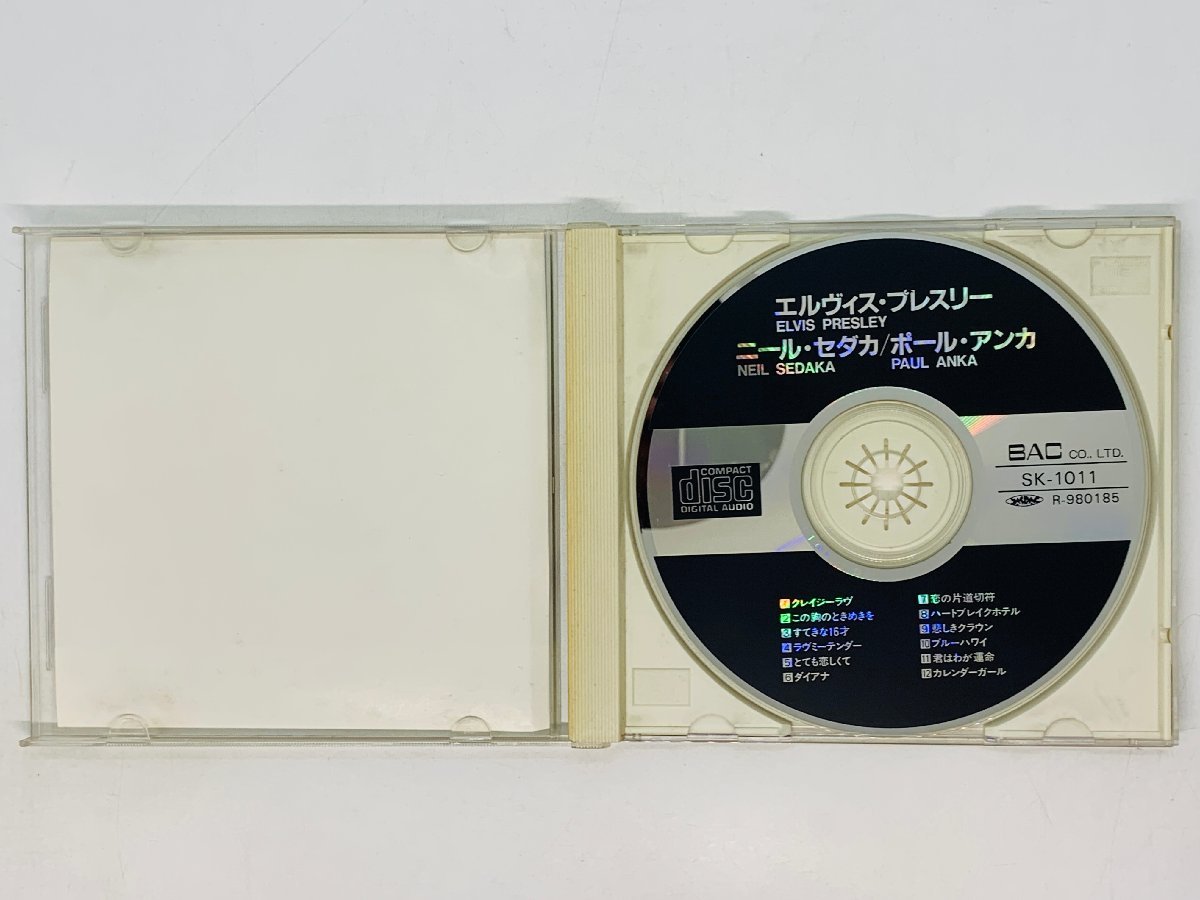 エルヴィス・プレスリー
ELVIS PRESLEY
ニール・セダカ/ポール・アンカ
NEIL SEDAKA PAUL ANKA
COMPACT
disc
DIGITAL AUDIO
BAC CO., LTD.
SK-1011
R-980185
1 クレイジーラヴ
2 この胸のときめきを
3 すてきな16才
4 ラヴミーテンダー
5 とても恋しくて
6 ダイアナ
7 恋の片道切符
8 ハートブレイクホテル
9 悲しきクラウン
10 ブルーハワイ
11 君はわが運命
12 カレンダーガール